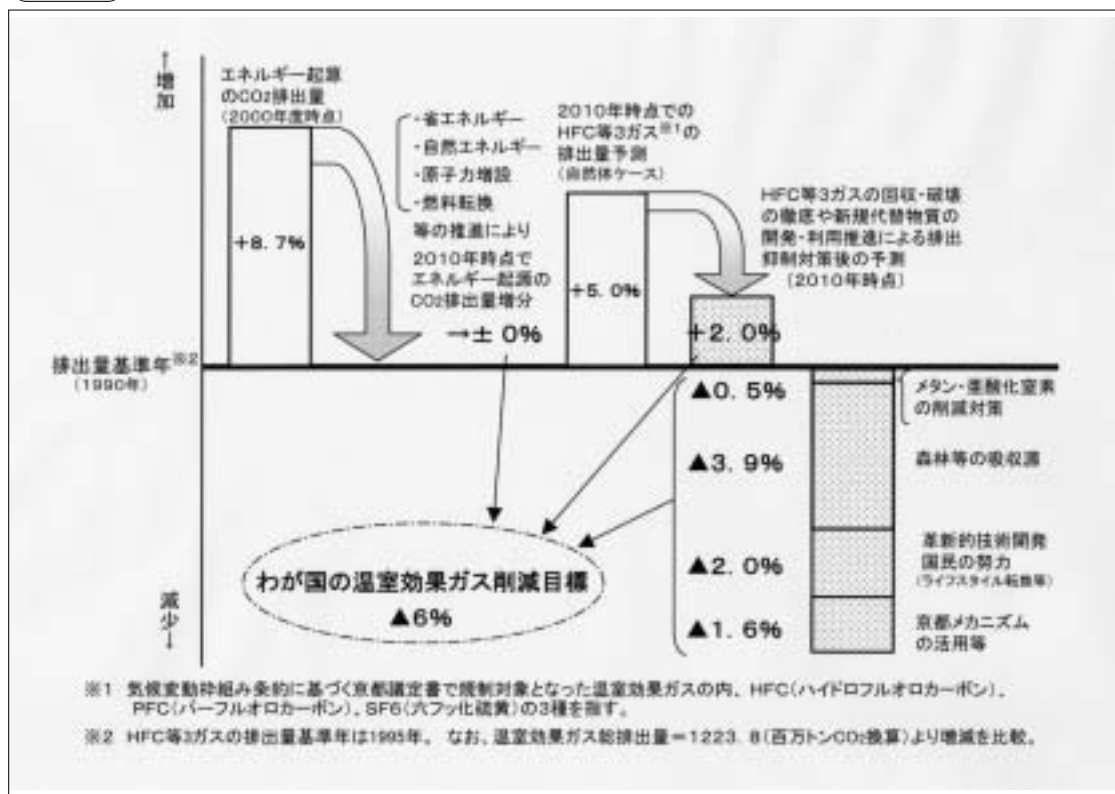 ↑増加
エネルギー起源
のCO2排出量
(2000年度時点)
+8.7%
・省エネルギー
・自然エネルギー
・原子力増設
・燃料転換
等の推進により
2010年時点で
エネルギー起源の
CO2排出量増分
→± 0%
2010年時点での
HFC等3ガス※1の
排出量予測
(自然体ケース)
+5.0%
HFC等3ガスの回収・破壊
の徹底や新規代替物質の
開発・利用推進による排出
抑制対策後の予測
(2010年時点)
+2.0%
排出量基準年※2
(1990年)
▲0.5%
メタン・亜酸化窒素
の削減対策
▲3.9%
森林等の吸収源
▲2.0%
革新的技術開発
国民の努力
(ライフスタイル転換等)
▲1.6%
京都メカニズム
の活用等
わが国の温室効果ガス削減目標
▲6%
減少↓
※1 気候変動枠組み条約に基づく京都議定書で規制対象となった温室効果ガスの内、HFC(ハイドロフルオロカーボン)、
PFC(パーフルオロカーボン)、SF6(六フッ化硫黄)の3種を指す。
※2 HFC等3ガスの排出量基準年は1995年。 なお、温室効果ガス総排出量=1223.8(百万トンCO2換算)より増減を比較。